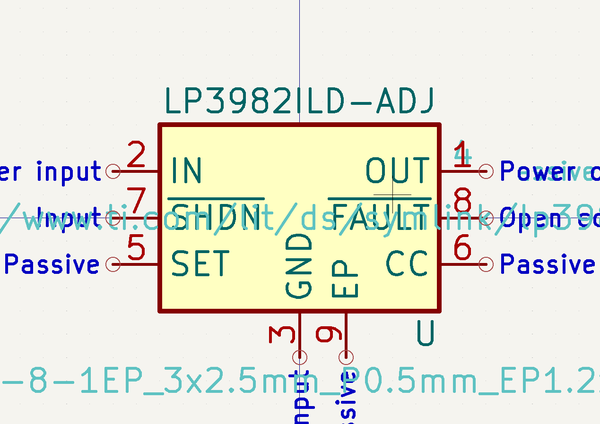 LP3982ILD-ADJ
er input 2 IN OUT 1 Power o
Input 7 SHDN FAULT 8 Open co
/www.ti.com/lit/ds/symlink/lp39
Passive 5 SET CC 6 Passive
GND EP
3 9 U
-8-1EP_3x2.5mm_P0.5mm_EP1.2
nput ssive